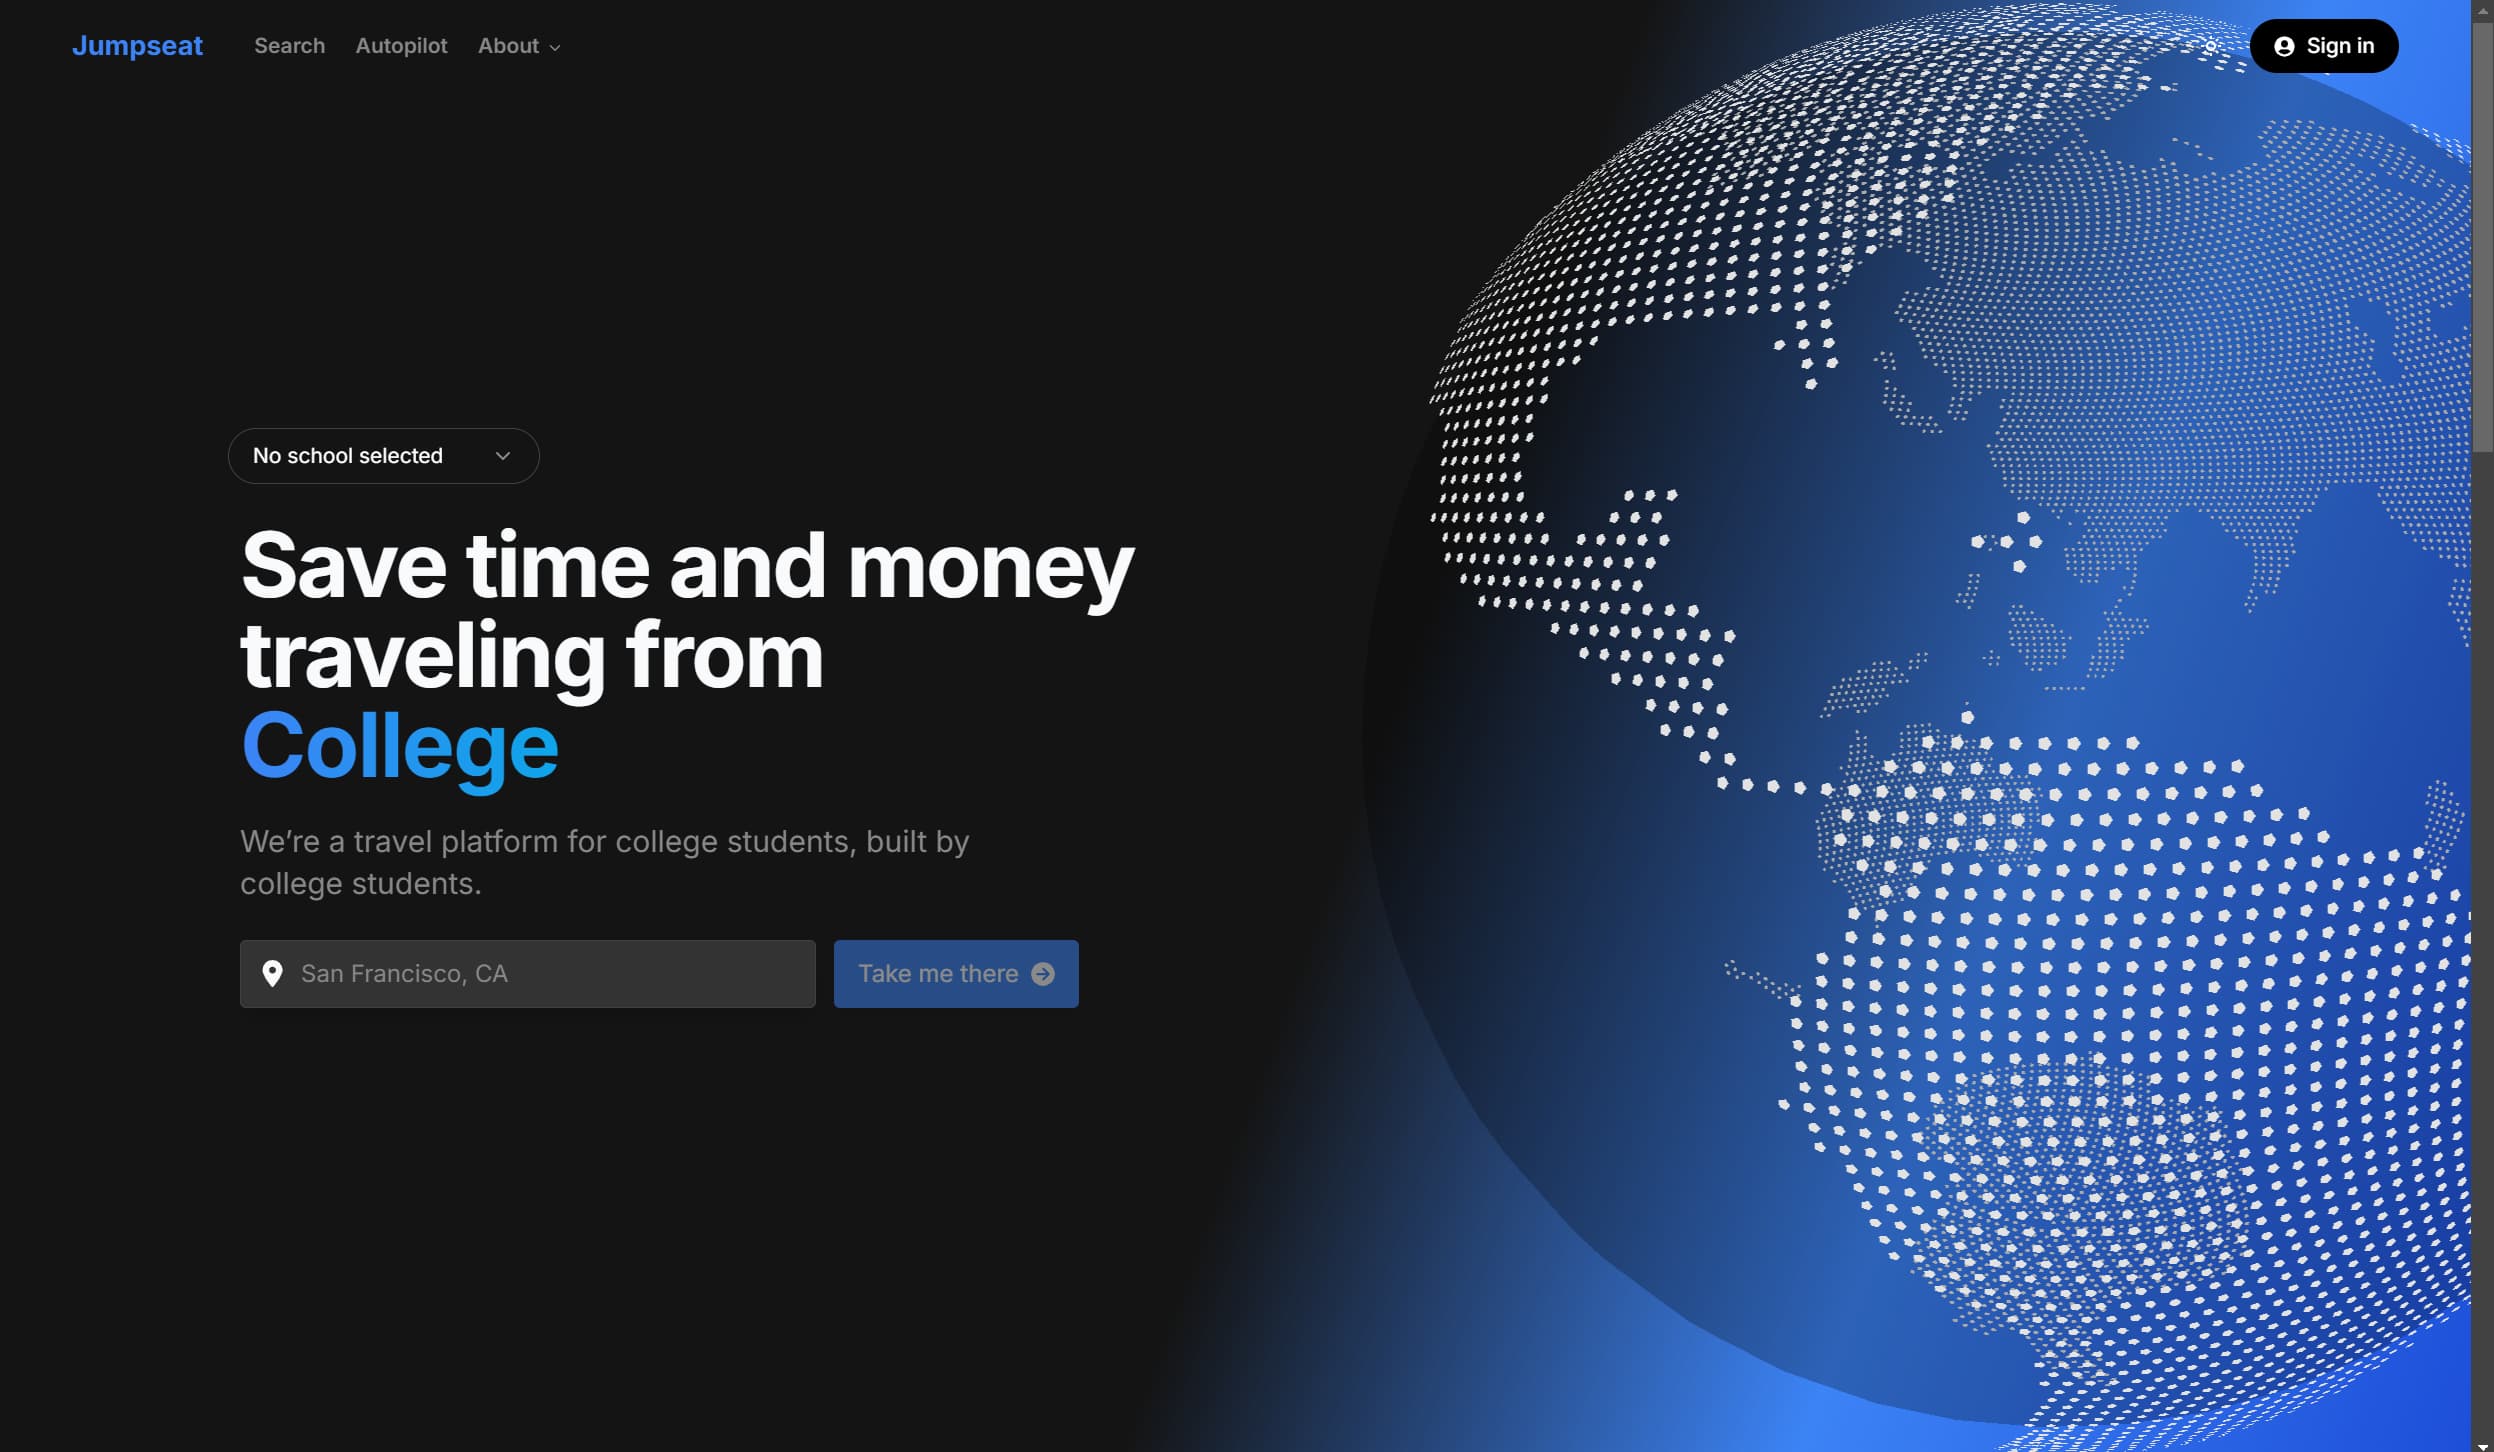 Jumpseat
Search
Autopilot
About
Sign in
No school selected
Save time and money
traveling from
College
We’re a travel platform for college students, built by
college students.
San Francisco, CA
Take me there